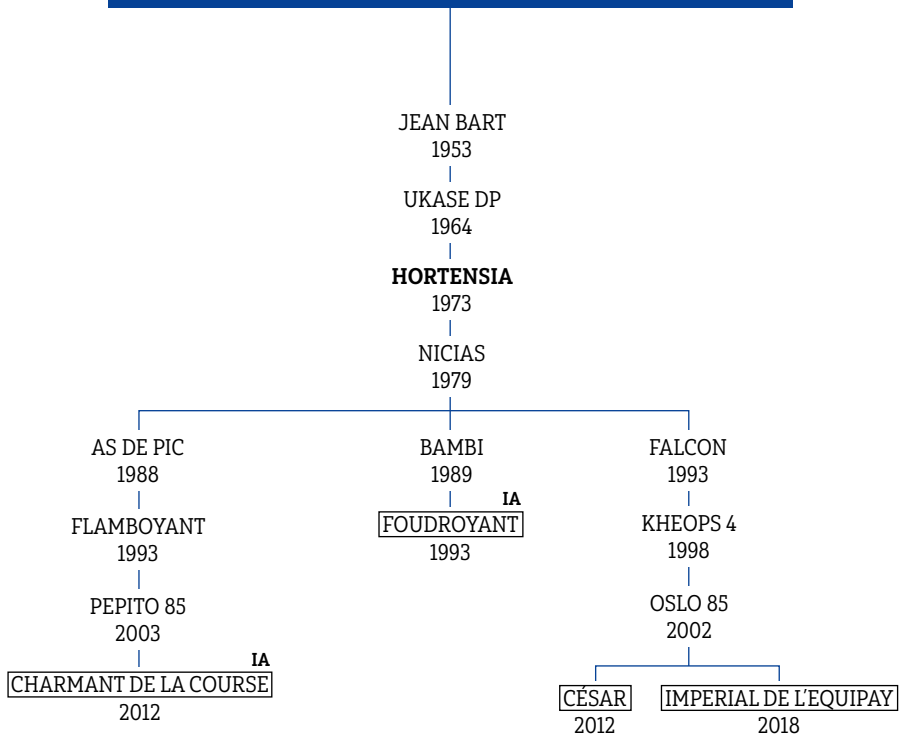 JEAN BART
1953
UKASE DP
1964
HORTENSIA
1973
NICIAS
1979
AS DE PIC
1988
FLAMBOYANT
1993
PEPITO 85
2003
IA
CHARMANT DE LA COURSE
2012
BAMBI
1989
IA
FOUDROYANT
1993
FALCON
1993
KHEOPS 4
1998
OSLO 85
2002
CÉSAR
2012
IMPERIAL DE L'EQUIPAY
2018